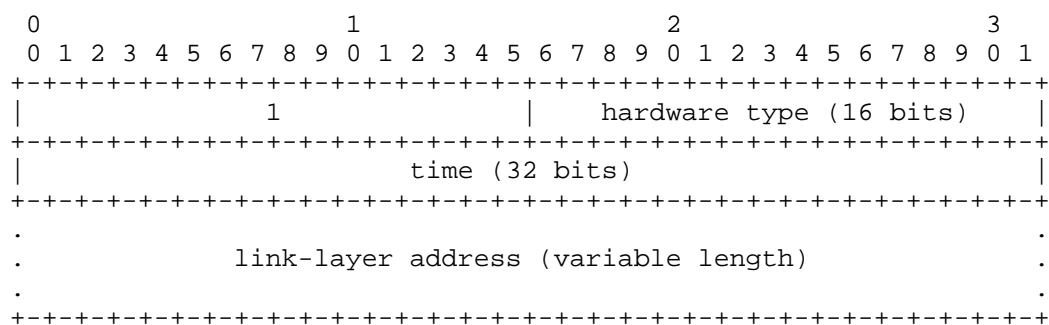 0                   1                   2                   3
 0 1 2 3 4 5 6 7 8 9 0 1 2 3 4 5 6 7 8 9 0 1 2 3 4 5 6 7 8 9 0 1
+-+-+-+-+-+-+-+-+-+-+-+-+-+-+-+-+-+-+-+-+-+-+-+-+-+-+-+-+-+-+-+-+
|               1               |    hardware type (16 bits)    |
+-+-+-+-+-+-+-+-+-+-+-+-+-+-+-+-+-+-+-+-+-+-+-+-+-+-+-+-+-+-+-+-+
|                        time (32 bits)                         |
+-+-+-+-+-+-+-+-+-+-+-+-+-+-+-+-+-+-+-+-+-+-+-+-+-+-+-+-+-+-+-+-+
.                                                               .
.             link-layer address (variable length)              .
.                                                               .
+-+-+-+-+-+-+-+-+-+-+-+-+-+-+-+-+-+-+-+-+-+-+-+-+-+-+-+-+-+-+-+-+